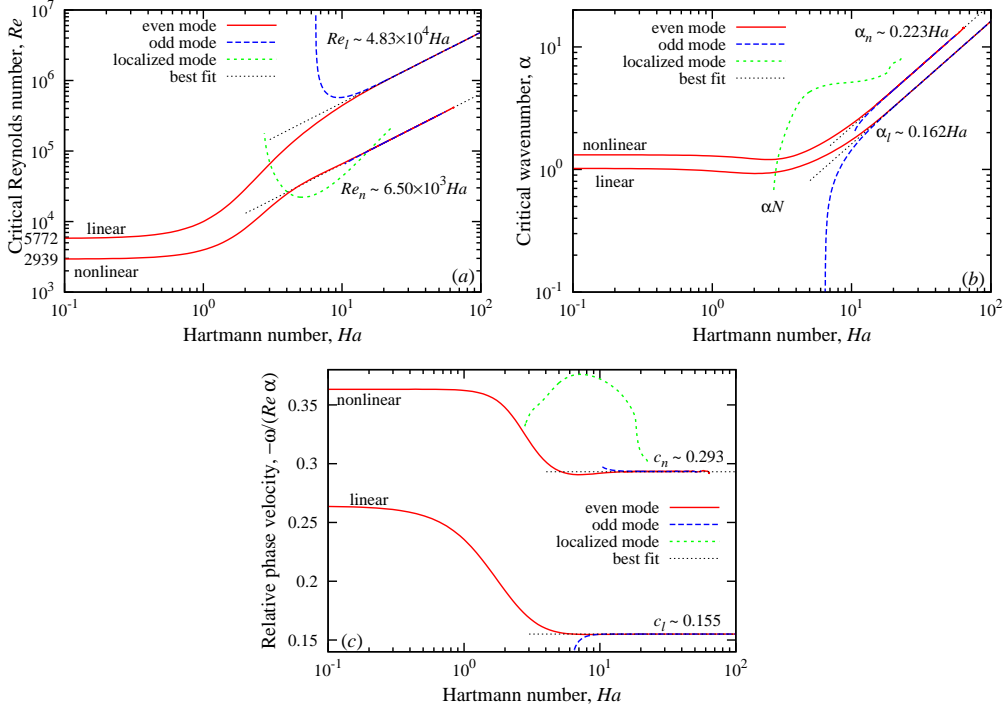 Critical Reynolds number, Re
10^7
10^6
10^5
10^4
5772
2939
10^3
even mode
odd mode
localized mode
best fit
Re_l ~ 4.83×10^4Ha
Re_n ~ 6.50×10^3Ha
linear
nonlinear
(a)
10^-1
10^0
10^1
10^2
Hartmann number, Ha
Critical wavenumber, α
10^1
10^0
10^-1
even mode
odd mode
localized mode
best fit
α_n ~ 0.223Ha
α_l ~ 0.162Ha
nonlinear
linear
αN
(b)
10^-1
10^0
10^1
10^2
Hartmann number, Ha
Relative phase velocity, −ω/(Re α)
0.35
0.3
0.25
0.2
0.15
nonlinear
c_n ~ 0.293
linear
even mode
odd mode
localized mode
best fit
c_l ~ 0.155
(c)
10^-1
10^0
10^1
10^2
Hartmann number, Ha